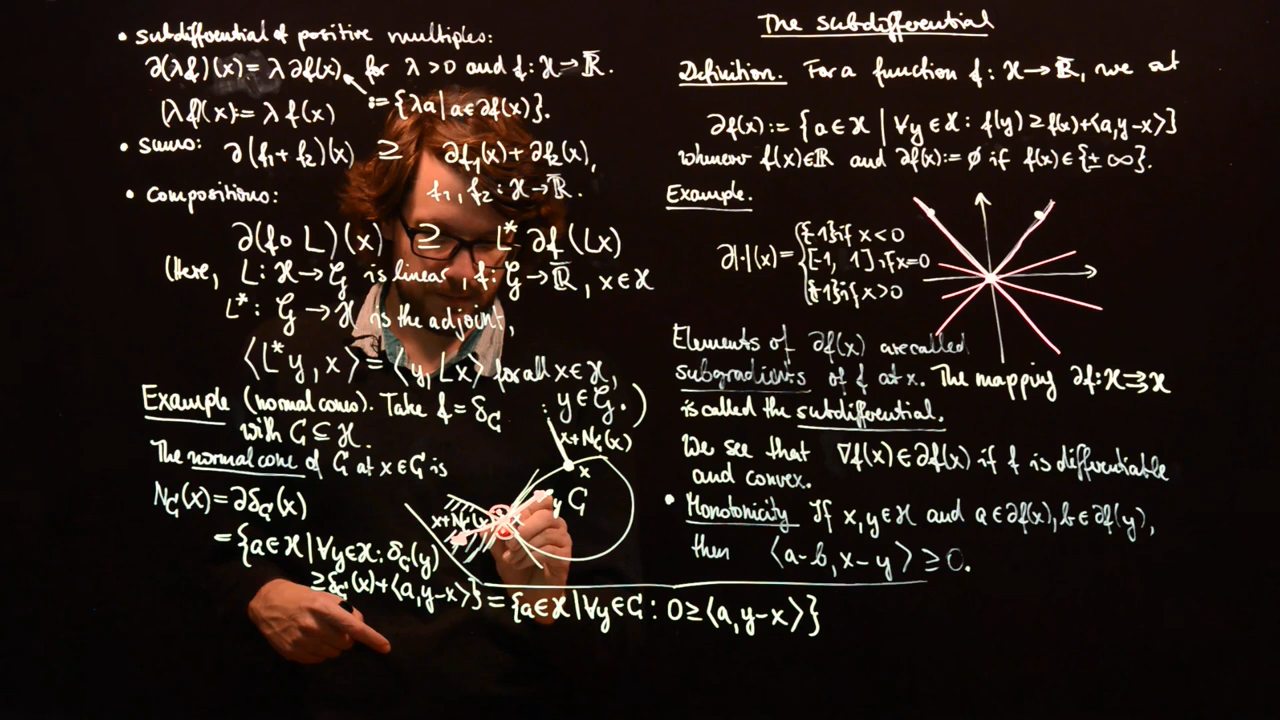 • Subdifferential of positive multiples:
∂(λf)(x) = λ ∂f(x), for λ > 0 and f: ℋ → ℝ̄.
(λf)(x) := λ f(x)
:= {λa | a ∈ ∂f(x)}.
• Sums: ∂(f₁ + f₂)(x) ⊇ ∂f₁(x) + ∂f₂(x),
f₁, f₂ : ℋ → ℝ̄.
• Compositions:
∂(f∘L)(x) ⊇ L* ∂f(Lx)
(Here, L: ℋ → 𝒢 is linear, f: 𝒢 → ℝ̄, x ∈ ℋ
L*: 𝒢 → ℋ is the adjoint,
⟨L*y, x⟩ = ⟨y, Lx⟩ for all x ∈ ℋ,
y ∈ 𝒢.)
Example (normal cones). Take f = δ_C
with C ⊆ ℋ.
The normal cone of C at x ∈ C is
N_C(x) = ∂δ_C(x)
= {a ∈ ℋ | ∀y ∈ ℋ: δ_C(y)
≥ δ_C(x) + ⟨a, y−x⟩} = {a ∈ ℋ | ∀y ∈ C : 0 ≥ ⟨a, y−x⟩}
x+N_C(x)
x
C
y
x+N_C(x)
x
The subdifferential
Definition. For a function f: ℋ → ℝ̄, we set
∂f(x) := {a ∈ ℋ | ∀y ∈ ℋ: f(y) ≥ f(x) + ⟨a, y−x⟩}
whenever f(x) ∈ ℝ and ∂f(x) := ∅ if f(x) ∈ {±∞}.
Example.
{-1} if x < 0
∂|·|(x) = { [-1, 1] if x = 0
{-1} if x > 0
Elements of ∂f(x) are called
subgradients of f at x. The mapping ∂f: ℋ ⇉ ℋ
is called the subdifferential.
We see that ∇f(x) ∈ ∂f(x) if f is differentiable
and convex.
• Monotonicity If x, y ∈ ℋ and a ∈ ∂f(x), b ∈ ∂f(y),
then ⟨a−b, x−y⟩ ≥ 0.